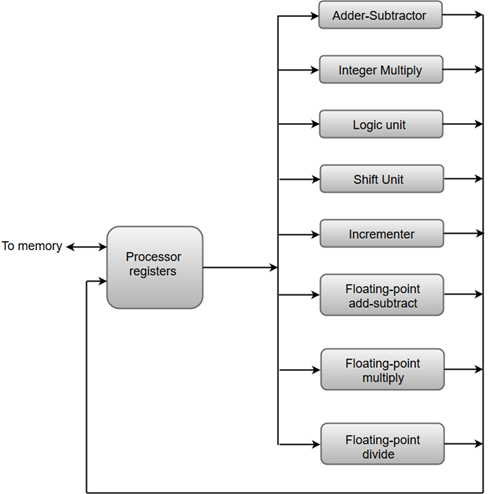 Adder-Subtractor
Integer Multiply
Logic unit
Shift Unit
Incrementer
To memory
Processor
registers
Floating-point
add-subtract
Floating-point
multiply
Floating-point
divide